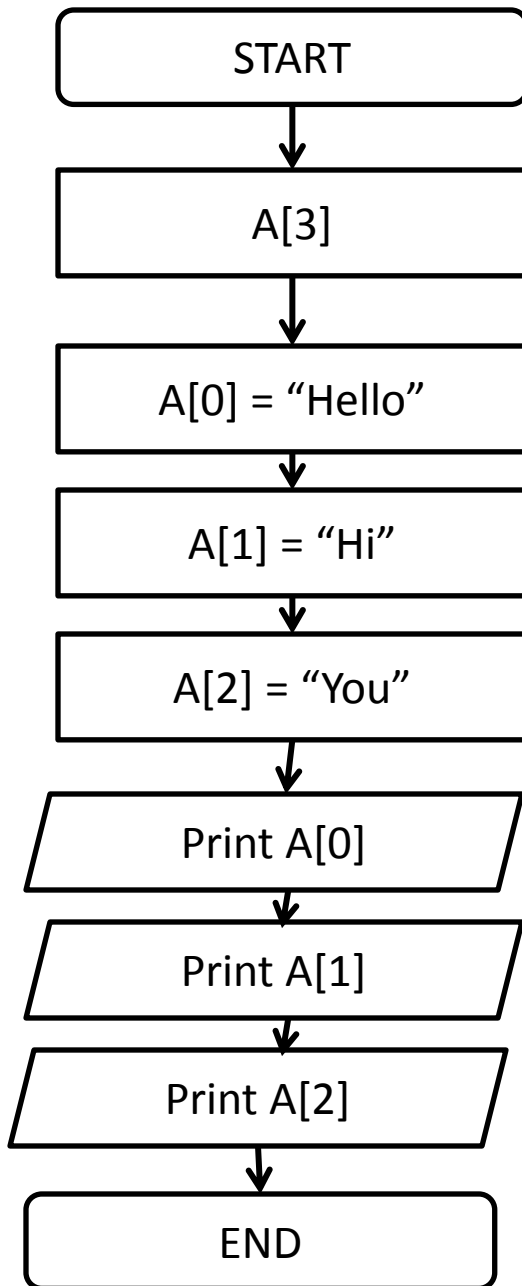 START
A[3]
A[0] = “Hello”
A[1] = “Hi”
A[2] = “You”
Print A[0]
Print A[1]
Print A[2]
END